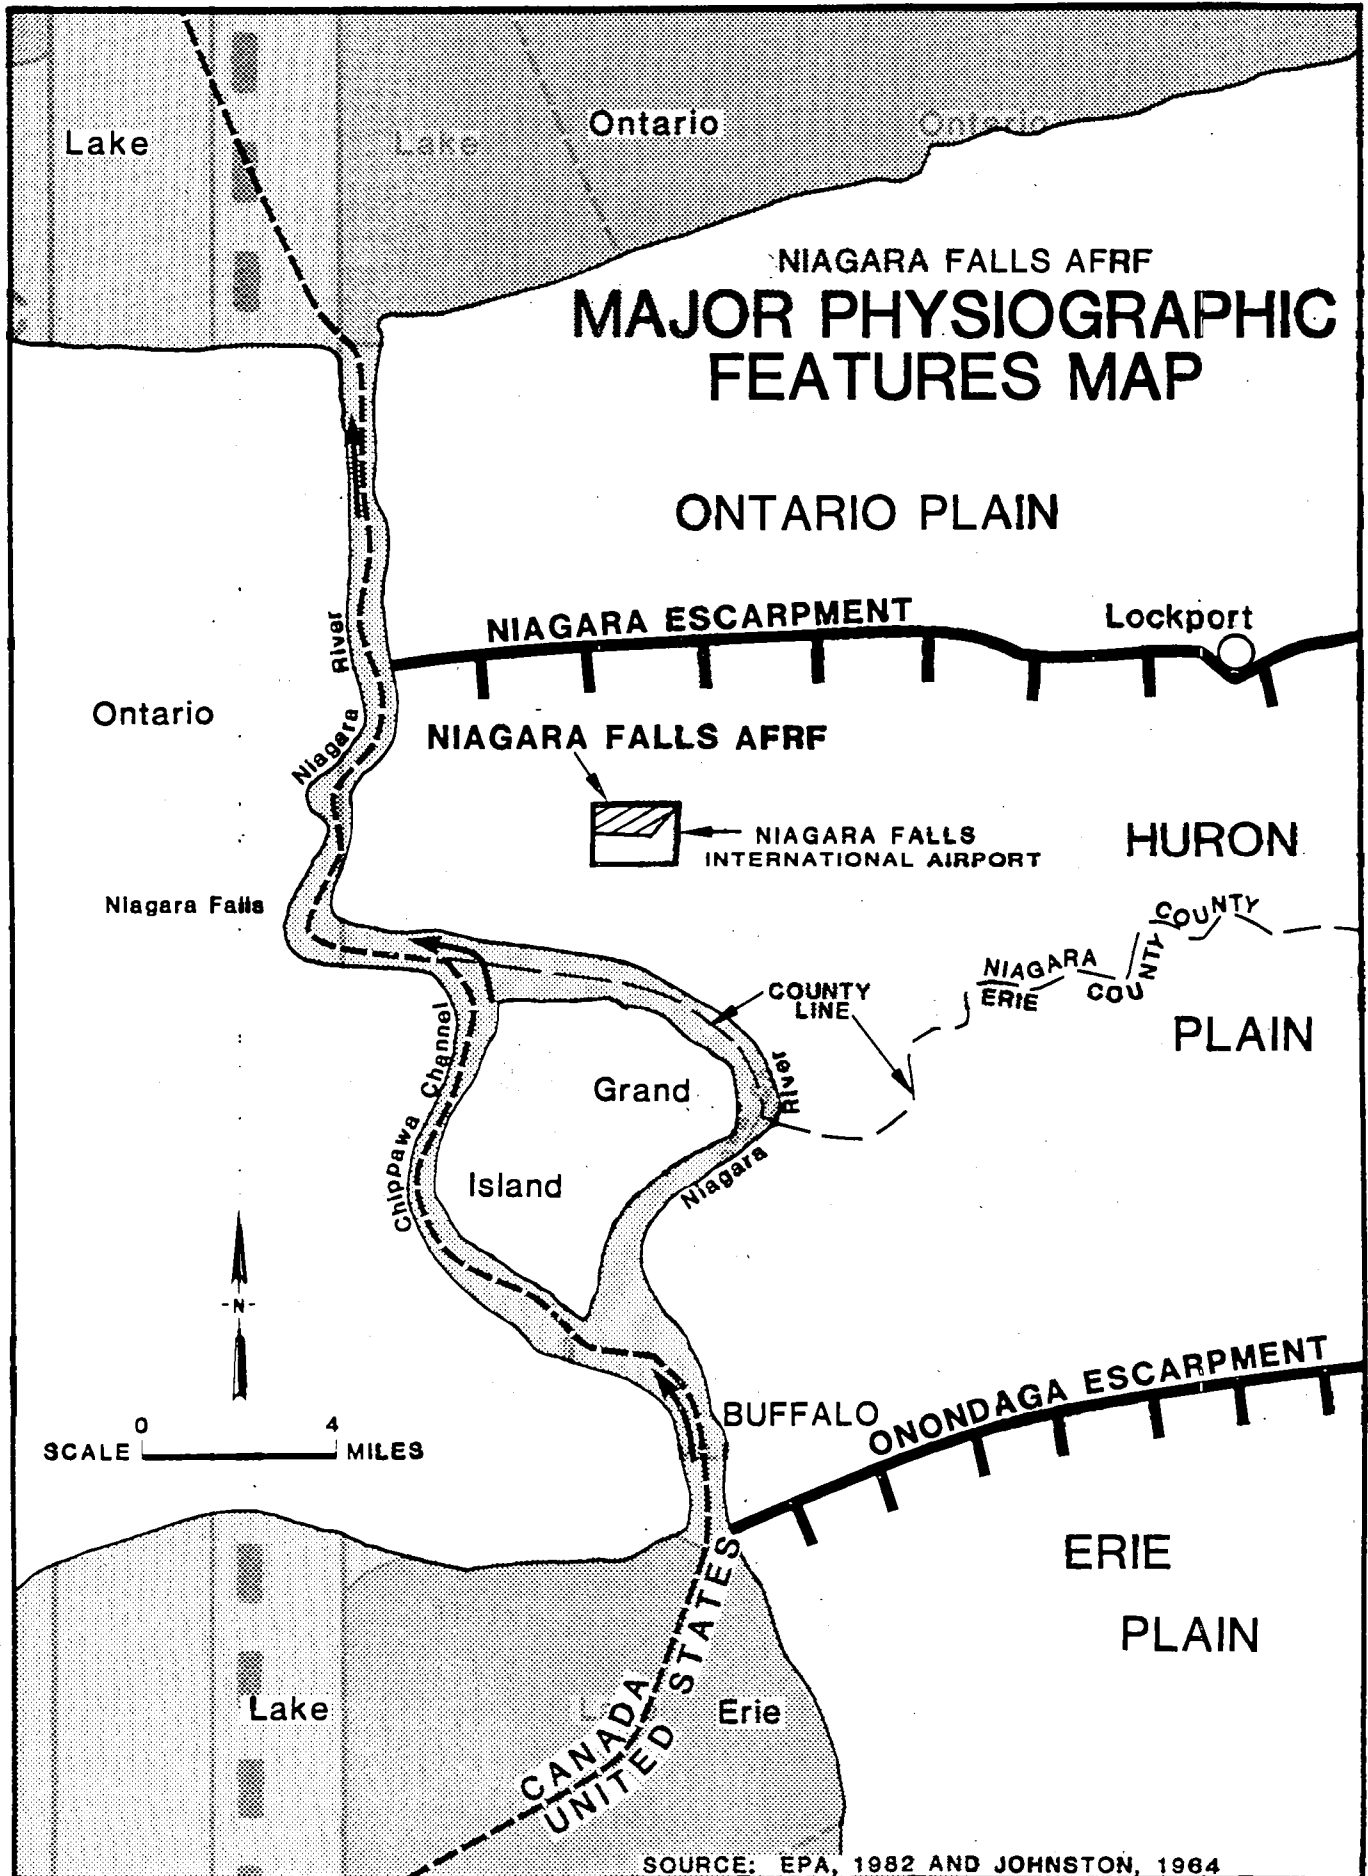 Lake
Lake
Ontario
Ontario
NIAGARA FALLS AFRF
MAJOR PHYSIOGRAPHIC
FEATURES MAP
ONTARIO PLAIN
NIAGARA ESCARPMENT
Lockport
Niagara River
Ontario
NIAGARA FALLS AFRF
NIAGARA FALLS
INTERNATIONAL AIRPORT
HURON
PLAIN
Niagara Falls
NIAGARA COUNTY
ERIE COUNTY
COUNTY
LINE
Chippawa Channel
Grand
Island
Niagara River
-N-
0 4
SCALE MILES
BUFFALO
ONONDAGA ESCARPMENT
ERIE
PLAIN
Lake
Erie
CANADA
UNITED STATES
SOURCE: EPA, 1982 AND JOHNSTON, 1964